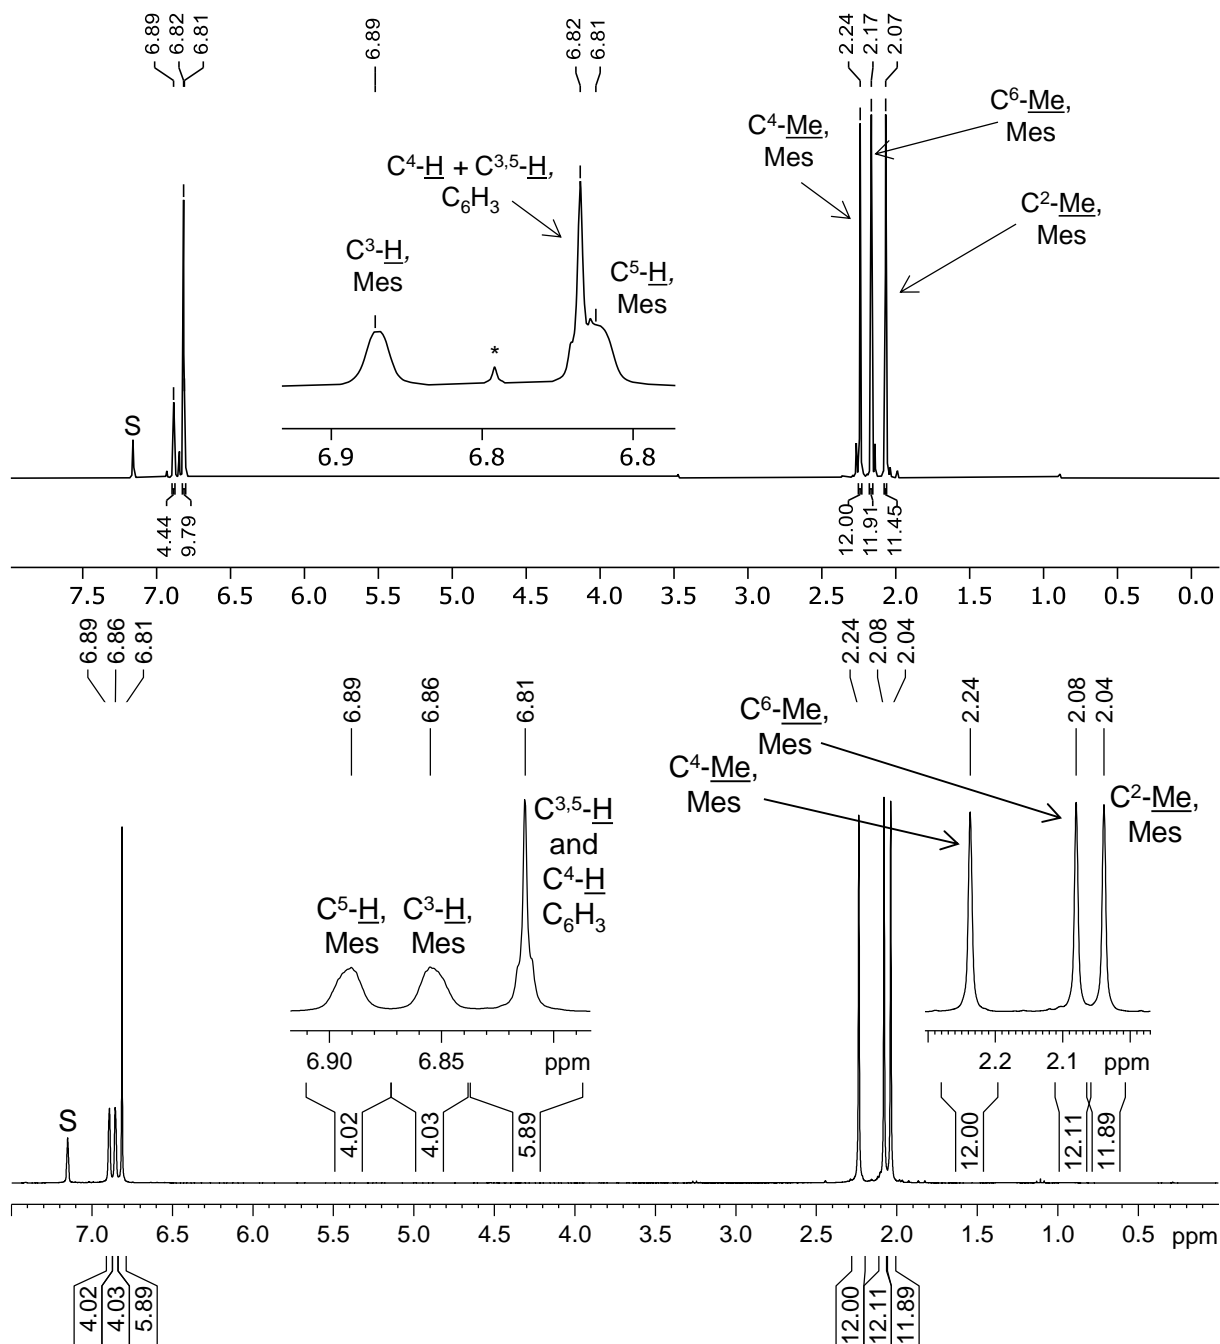 6.89
6.82
6.81
6.89
6.82
6.81
2.24
2.17
2.07
C⁴-Me,
Mes
C⁶-Me,
Mes
C²-Me,
Mes
C⁴-H + C³,⁵-H,
C₆H₃
C³-H,
Mes
C⁵-H,
Mes
*
S
6.9
6.8
6.8
4.44
9.79
12.00
11.91
11.45
7.5 7.0 6.5 6.0 5.5 5.0 4.5 4.0 3.5 3.0 2.5 2.0 1.5 1.0 0.5 0.0
6.89
6.86
6.81
6.89
6.86
6.81
2.24
2.08
2.04
2.24
2.08
2.04
C⁶-Me,
Mes
C⁴-Me,
Mes
C²-Me,
Mes
C³,⁵-H
and
C⁴-H
C₆H₃
C⁵-H,
Mes
C³-H,
Mes
6.90 6.85 ppm
2.2 2.1 ppm
4.02
4.03
5.89
12.00
12.11
11.89
S
7.0 6.5 6.0 5.5 5.0 4.5 4.0 3.5 3.0 2.5 2.0 1.5 1.0 0.5 ppm
4.02
4.03
5.89
12.00
12.11
11.89